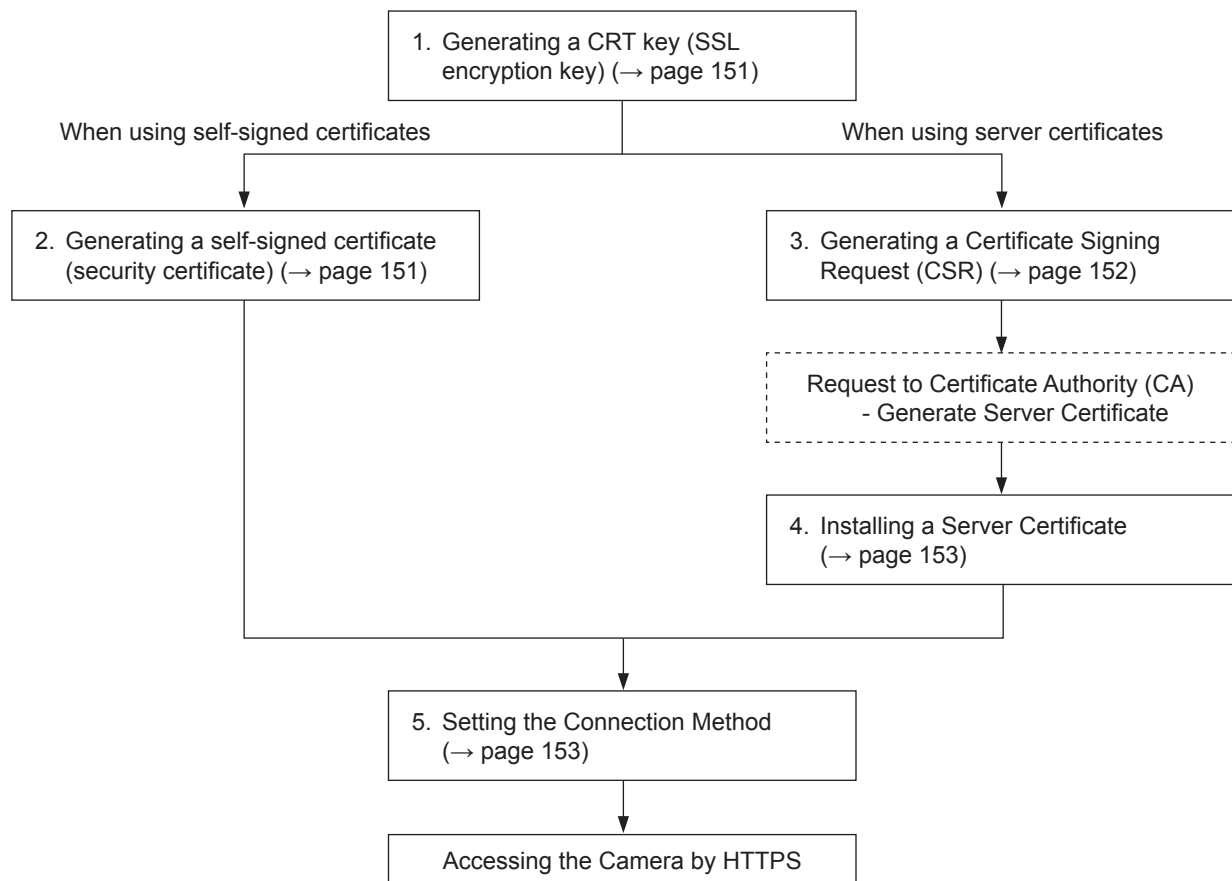 1. Generating a CRT key (SSL
encryption key) (→ page 151)
When using self-signed certificates
When using server certificates
2. Generating a self-signed certificate
(security certificate) (→ page 151)
3. Generating a Certificate Signing
Request (CSR) (→ page 152)
Request to Certificate Authority (CA)
- Generate Server Certificate
4. Installing a Server Certificate
(→ page 153)
5. Setting the Connection Method
(→ page 153)
Accessing the Camera by HTTPS